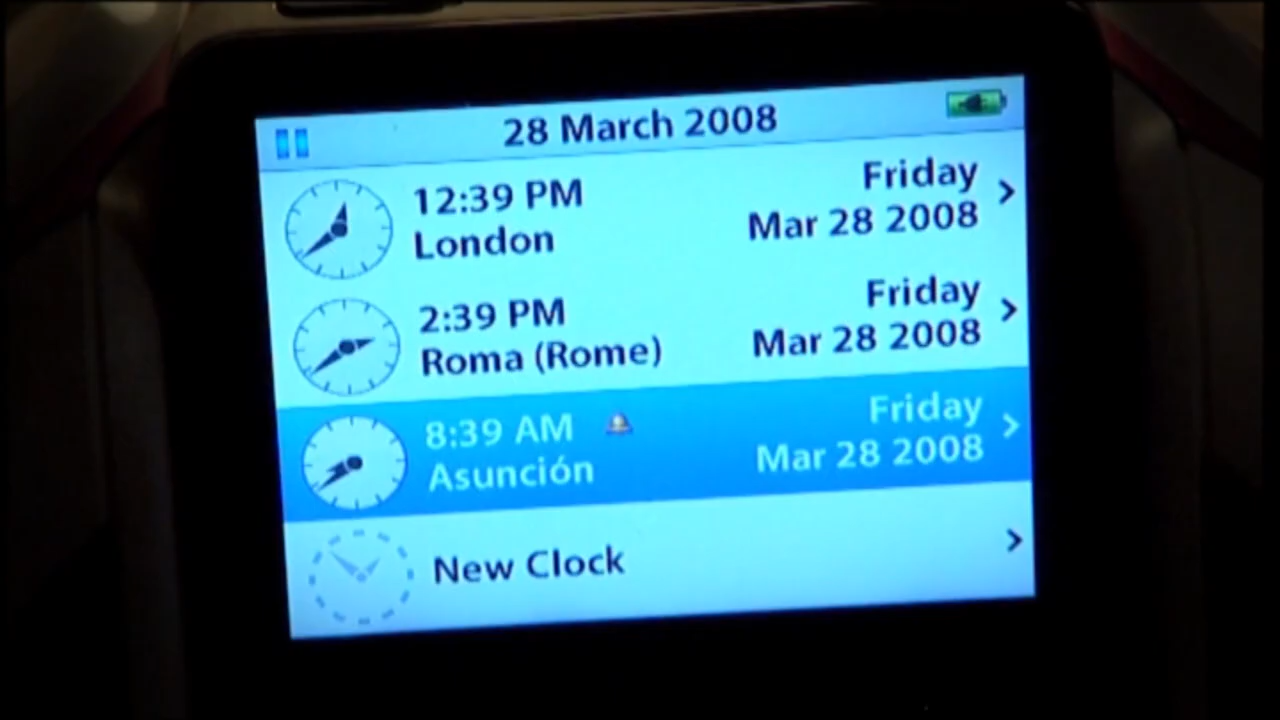 28 March 2008
12:39 PM
London
Friday
Mar 28 2008
2:39 PM
Roma (Rome)
Friday
Mar 28 2008
8:39 AM
Asunción
Friday
Mar 28 2008
New Clock